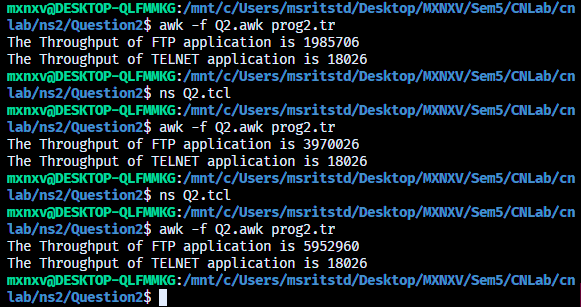 mxnxv@DESKTOP-QLFMMKG:/mnt/c/Users/msritstd/Desktop/MXNXV/Sem5/CNLab/cn
lab/ns2/Question2$ awk -f Q2.awk prog2.tr
The Throughput of FTP application is 1985706
The Throughput of TELNET application is 18026
mxnxv@DESKTOP-QLFMMKG:/mnt/c/Users/msritstd/Desktop/MXNXV/Sem5/CNLab/cn
lab/ns2/Question2$ ns Q2.tcl
mxnxv@DESKTOP-QLFMMKG:/mnt/c/Users/msritstd/Desktop/MXNXV/Sem5/CNLab/cn
lab/ns2/Question2$ awk -f Q2.awk prog2.tr
The Throughput of FTP application is 3970026
The Throughput of TELNET application is 18026
mxnxv@DESKTOP-QLFMMKG:/mnt/c/Users/msritstd/Desktop/MXNXV/Sem5/CNLab/cn
lab/ns2/Question2$ ns Q2.tcl
mxnxv@DESKTOP-QLFMMKG:/mnt/c/Users/msritstd/Desktop/MXNXV/Sem5/CNLab/cn
lab/ns2/Question2$ awk -f Q2.awk prog2.tr
The Throughput of FTP application is 5952960
The Throughput of TELNET application is 18026
mxnxv@DESKTOP-QLFMMKG:/mnt/c/Users/msritstd/Desktop/MXNXV/Sem5/CNLab/cn
lab/ns2/Question2$